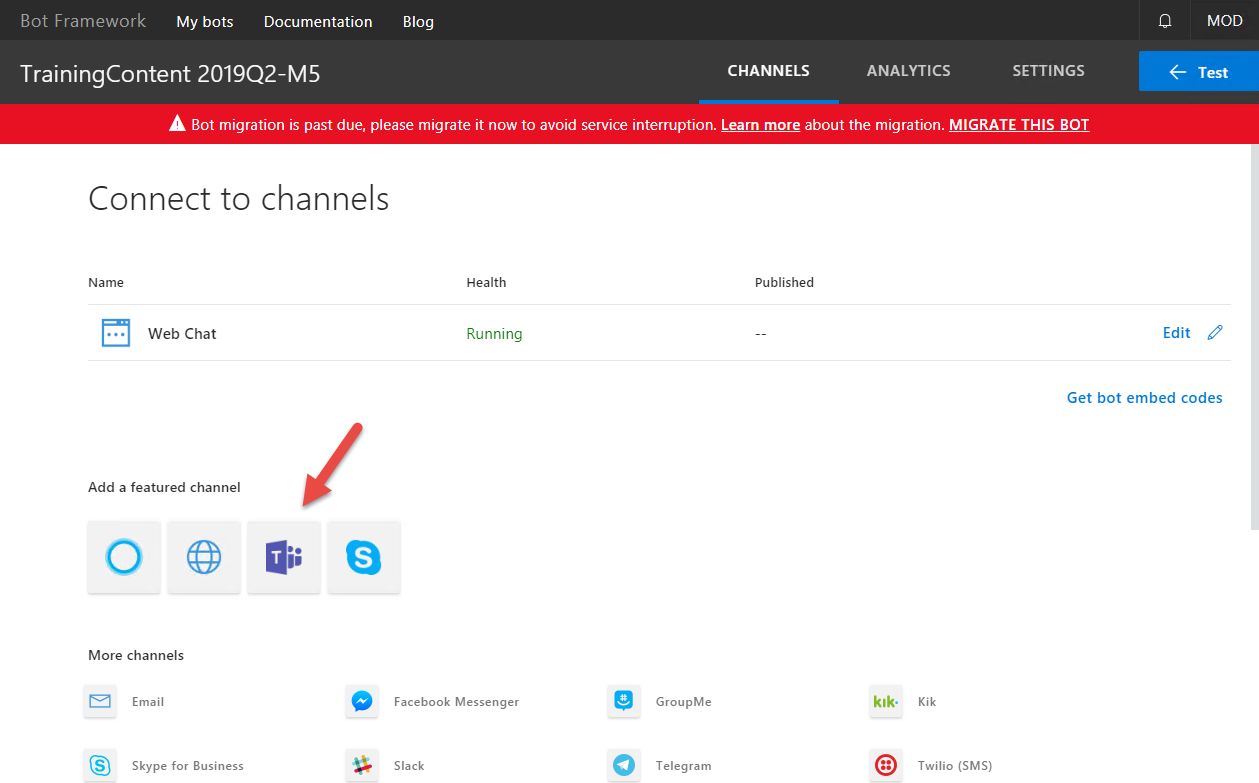 Bot Framework My bots Documentation Blog MOD
TrainingContent 2019Q2-M5 CHANNELS ANALYTICS SETTINGS Test
Bot migration is past due, please migrate it now to avoid service interruption. Learn more about the migration. MIGRATE THIS BOT
Connect to channels
Name Health Published
Web Chat Running -- Edit
Get bot embed codes
Add a featured channel
T S
More channels
Email Facebook Messenger GroupMe kik· Kik
S Skype for Business Slack Telegram Twilio (SMS)